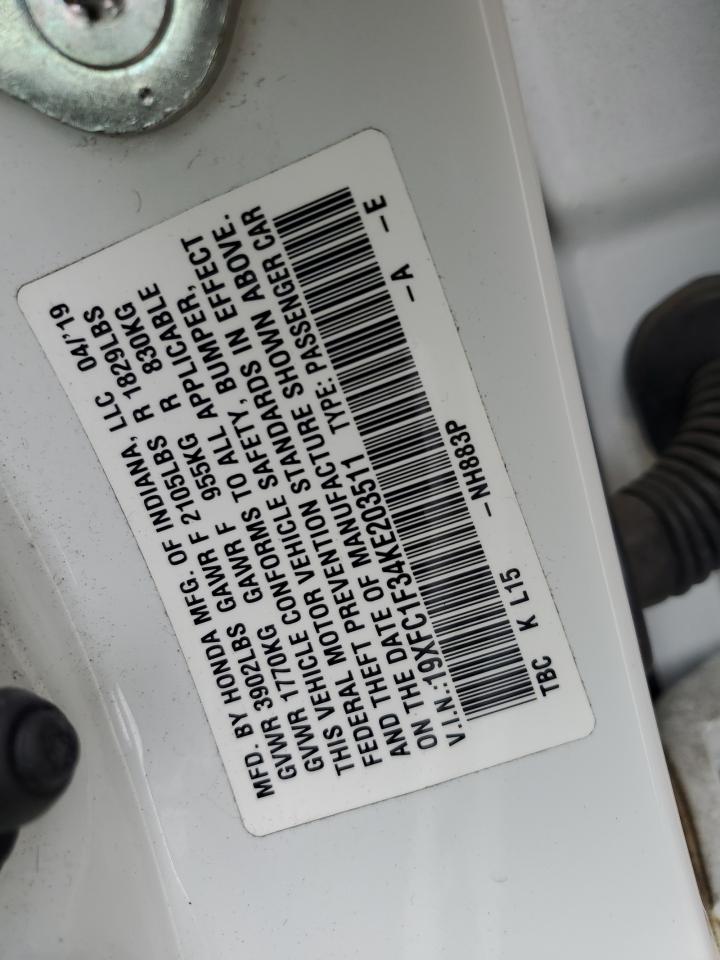 MFD. BY HONDA MFG. OF INDIANA, LLC 04/'19
GVWR 3902LBS GAWR F 2105LBS R 1829LBS
GVWR 1770KG GAWR F 955KG R 830KG
THIS VEHICLE CONFORMS TO ALL APPLICABLE
FEDERAL MOTOR VEHICLE SAFETY, BUMPER,
AND THEFT PREVENTION STANDARDS IN EFFECT
ON THE DATE OF MANUFACTURE SHOWN ABOVE.
V.I.N.:19XFC1F34KE203511 TYPE: PASSENGER CAR
TBC K L15 –NH883P –A –E